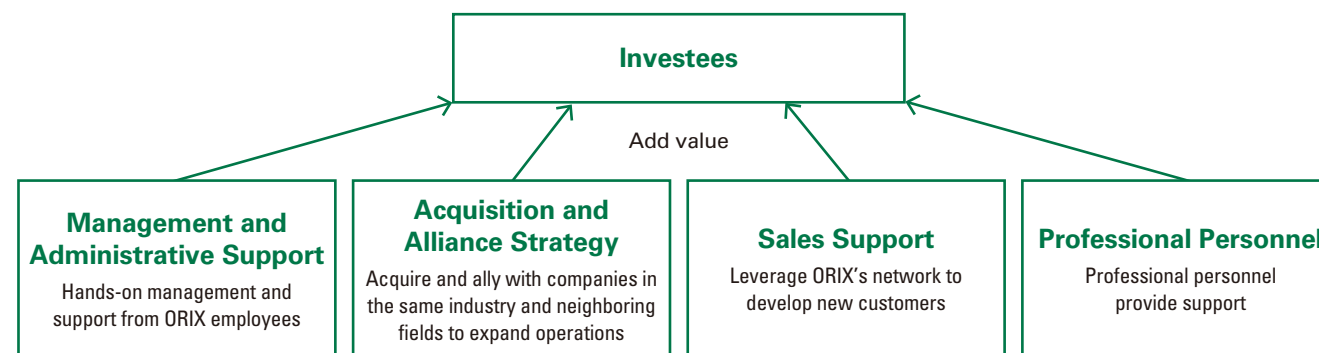 Investees
Add value
Management and
Administrative Support
Hands-on management and
support from ORIX employees
Acquisition and
Alliance Strategy
Acquire and ally with companies in
the same industry and neighboring
fields to expand operations
Sales Support
Leverage ORIX's network to
develop new customers
Professional Personnel
Professional personnel
provide support